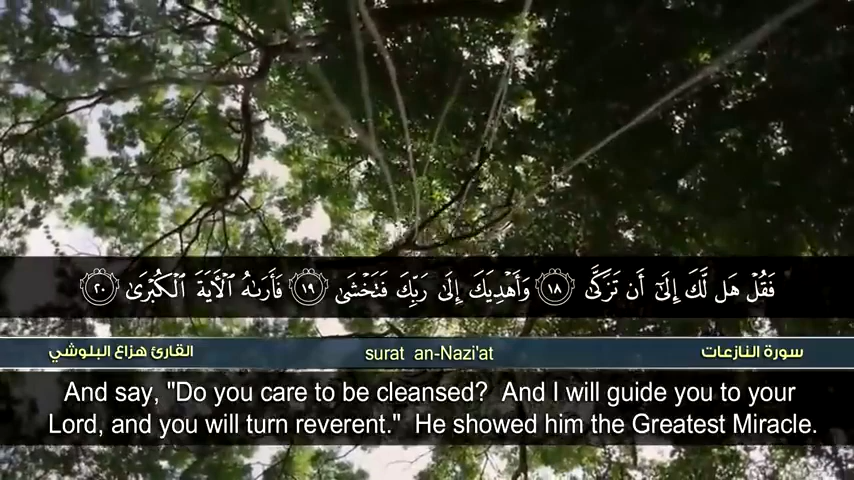 فَقُلْ هَل لَّكَ إِلَىٰٓ أَن تَزَكَّىٰ ١٨ وَأَهْدِيَكَ إِلَىٰ رَبِّكَ فَتَخْشَىٰ ١٩ فَأَرَىٰهُ ٱلْأَيَةَ ٱلْكُبْرَىٰ ٢٠
سورة النازعات surat an-Nazi'at القارئ هزاع البلوشي
And say, "Do you care to be cleansed? And I will guide you to your
Lord, and you will turn reverent." He showed him the Greatest Miracle.